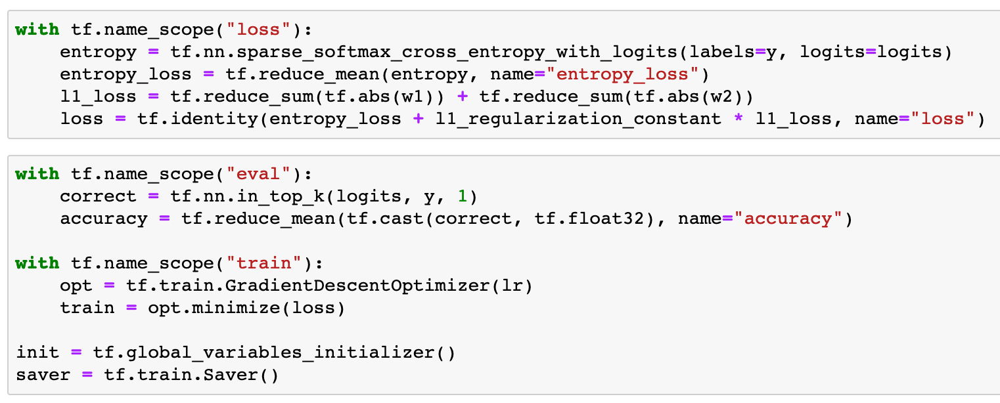 with tf.name_scope("loss"):
    entropy = tf.nn.sparse_softmax_cross_entropy_with_logits(labels=y, logits=logits)
    entropy_loss = tf.reduce_mean(entropy, name="entropy_loss")
    l1_loss = tf.reduce_sum(tf.abs(w1)) + tf.reduce_sum(tf.abs(w2))
    loss = tf.identity(entropy_loss + l1_regularization_constant * l1_loss, name="loss")
with tf.name_scope("eval"):
    correct = tf.nn.in_top_k(logits, y, 1)
    accuracy = tf.reduce_mean(tf.cast(correct, tf.float32), name="accuracy")
with tf.name_scope("train"):
    opt = tf.train.GradientDescentOptimizer(lr)
    train = opt.minimize(loss)
init = tf.global_variables_initializer()
saver = tf.train.Saver()